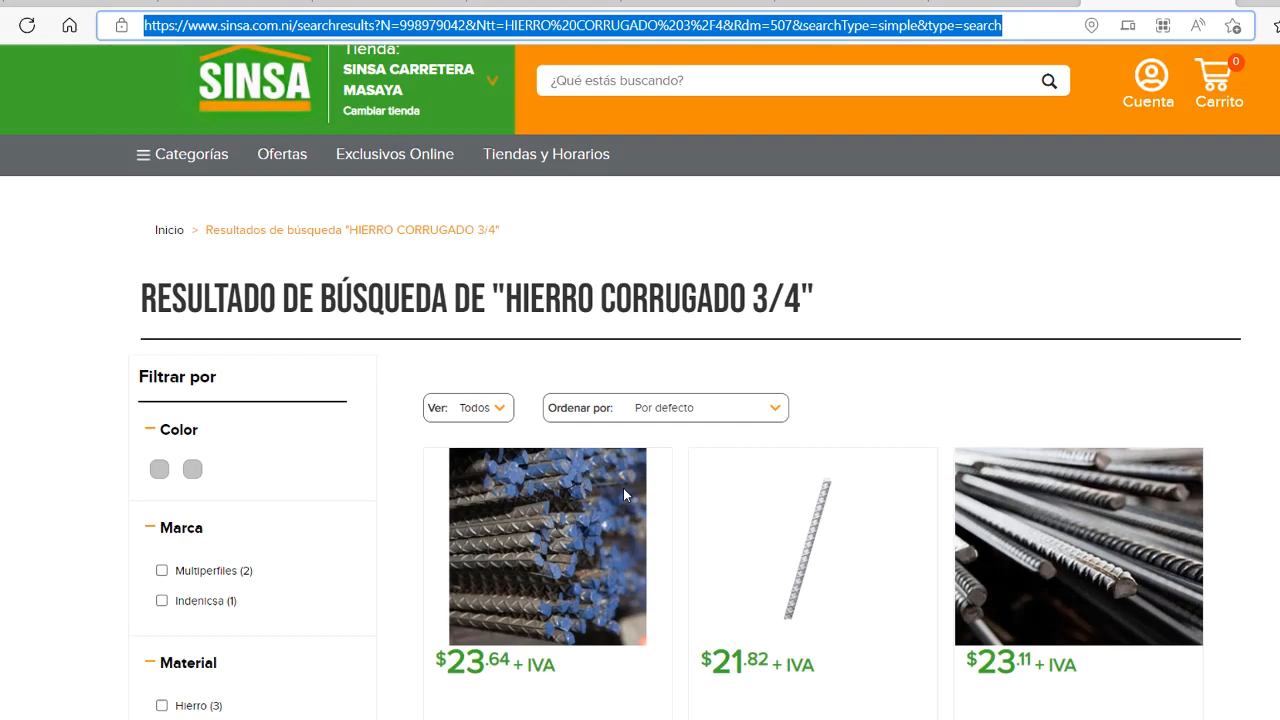 https://www.sinsa.com.ni/searchresults?N=998979042&Ntt=HIERRO%20CORRUGADO%203%2F4&Rdm=507&searchType=simple&type=search
SINSA
Tienda:
SINSA CARRETERA
MASAYA
Cambiar tienda
¿Qué estás buscando?
Cuenta
0
Carrito
Categorías
Ofertas
Exclusivos Online
Tiendas y Horarios
Inicio > Resultados de búsqueda "HIERRO CORRUGADO 3/4"
RESULTADO DE BÚSQUEDA DE "HIERRO CORRUGADO 3/4"
Filtrar por
Color
Marca
Multiperfiles (2)
Indenicsa (1)
Material
Hierro (3)
Ver: Todos
Ordenar por: Por defecto
$23.64 + IVA
$21.82 + IVA
$23.11 + IVA